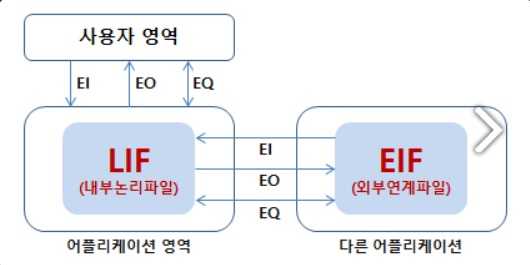 사용자 영역
EI
EO
EQ
LIF
(내부논리파일)
EI
EO
EQ
EIF
(외부연계파일)
어플리케이션 영역
다른 어플리케이션